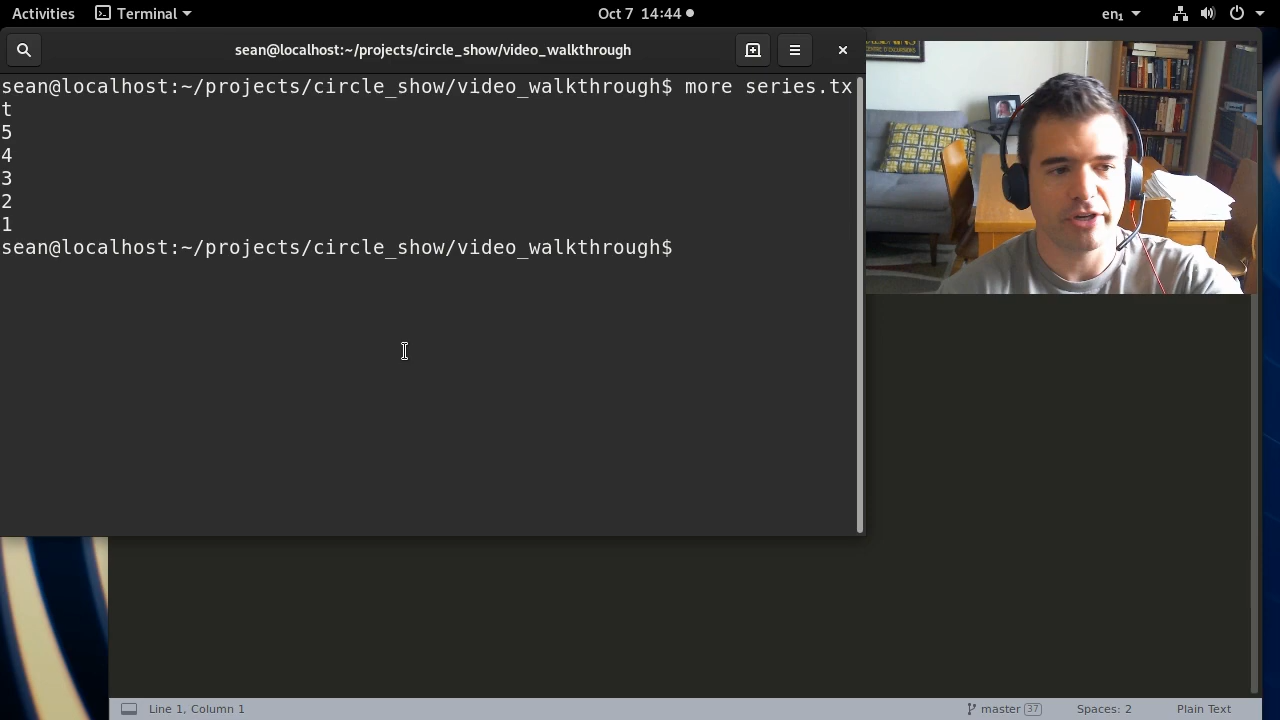 Activities Terminal Oct 7 14:44 en₁
sean@localhost:~/projects/circle_show/video_walkthrough
sean@localhost:~/projects/circle_show/video_walkthrough$ more series.tx
t
5
4
3
2
1
sean@localhost:~/projects/circle_show/video_walkthrough$
Line 1, Column 1 master 37 Spaces: 2 Plain Text